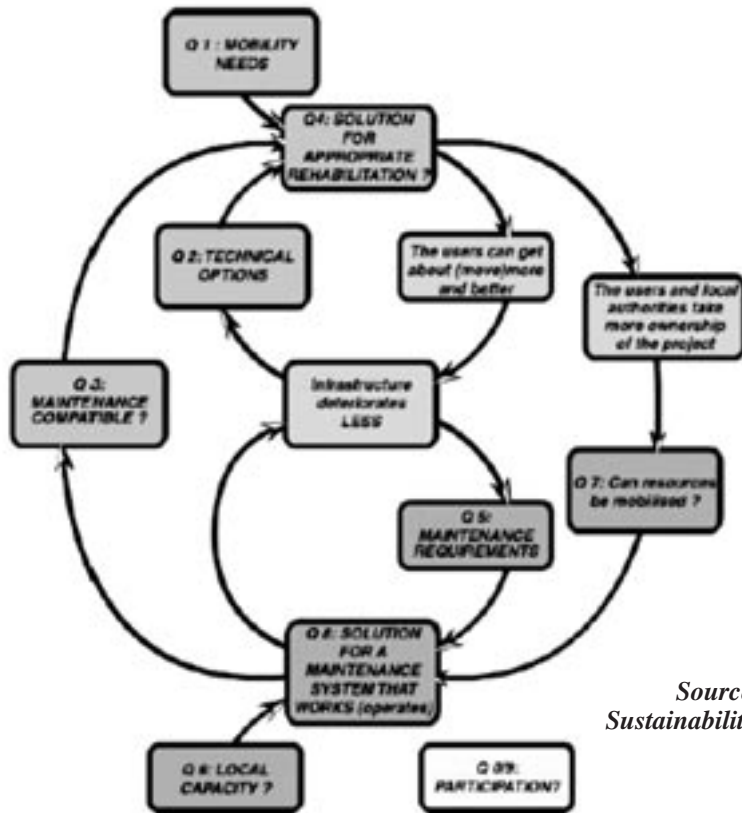 Q 1 : MOBILITY
NEEDS
Q4: SOLUTION
FOR
APPROPRIATE
REHABILITATION ?
Q 2: TECHNICAL
OPTIONS
The users can get
about (move)more
and better
The users and local
authorities take
more ownership
of the project
Q 3:
MAINTENANCE
COMPATIBLE ?
Infrastructure
deteriorates
LESS
Q 7: Can resources
be mobilised ?
Q 5:
MAINTENANCE
REQUIREMENTS
Q 8: SOLUTION
FOR A
MAINTENANCE
SYSTEM THAT
WORKS (operates)
Source
Sustainabilit
Q 6: LOCAL
CAPACITY ?
PARTICIPATION?